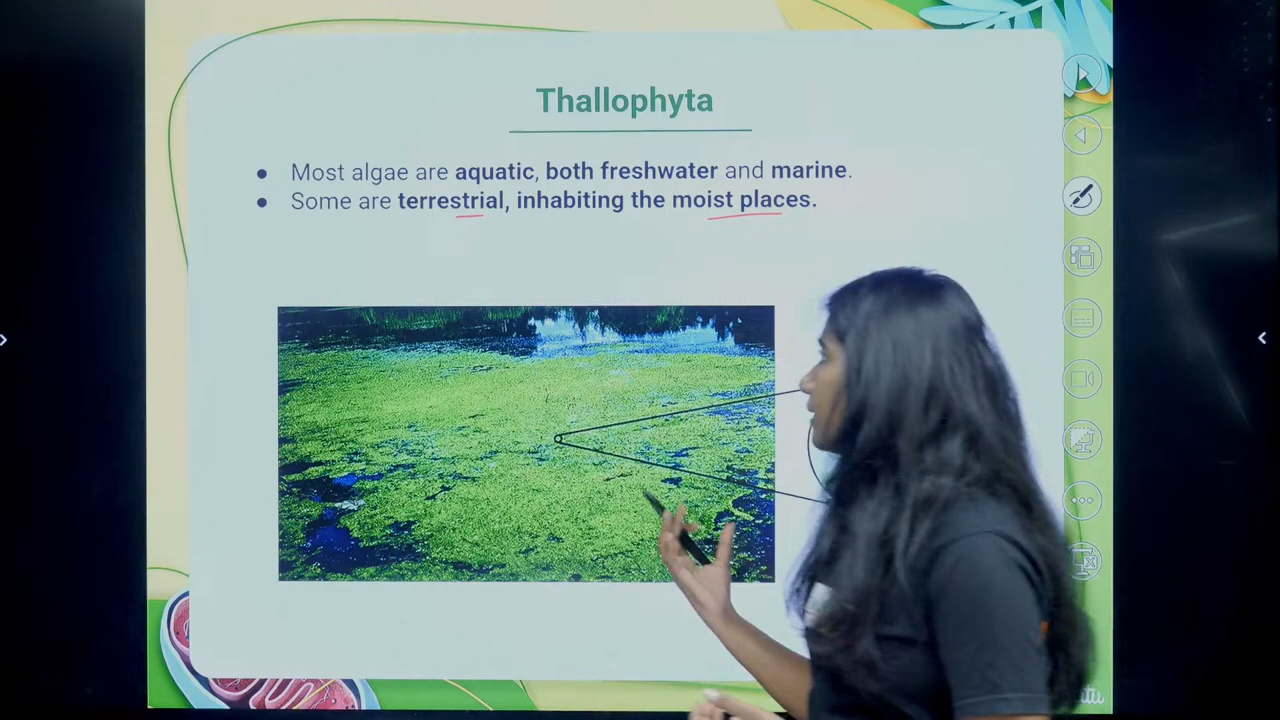 Thallophyta
● Most algae are aquatic, both freshwater and marine.
● Some are terrestrial, inhabiting the moist places.